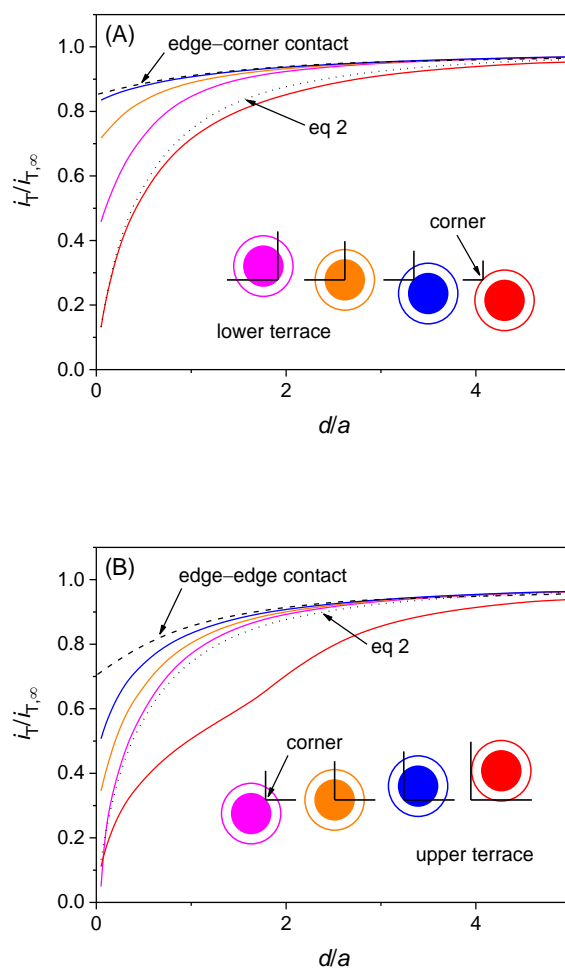 (A)
edge–corner contact
1.0
0.8
0.6
0.4
0.2
0.0
eq 2
corner
lower terrace
i_T/i_T,∞
0
2
4
d/a
(B)
edge–edge contact
1.0
0.8
0.6
0.4
0.2
0.0
eq 2
corner
upper terrace
i_T/i_T,∞
0
2
4
d/a